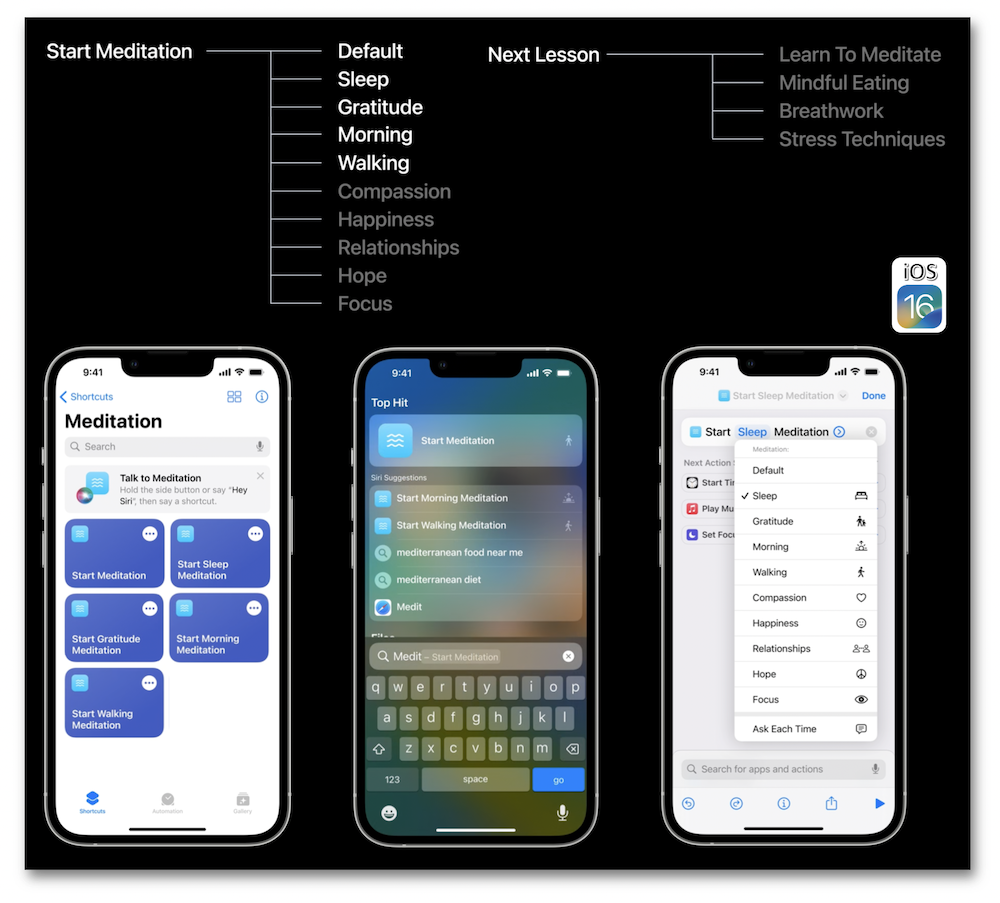 Start Meditation
Default
Sleep
Gratitude
Morning
Walking
Compassion
Happiness
Relationships
Hope
Focus
Next Lesson
Learn To Meditate
Mindful Eating
Breathwork
Stress Techniques
iOS
16
9:41
Shortcuts
Meditation
Search
Talk to Meditation
Hold the side button or say “Hey
Siri”, then say a shortcut.
Start Meditation
Start Sleep
Meditation
Start Gratitude
Meditation
Start Morning
Meditation
Start Walking
Meditation
Shortcuts
Automation
Gallery
9:41
Top Hit
Start Meditation
Siri Suggestions
Start Morning Meditation
Start Walking Meditation
mediterranean food near me
mediterranean diet
Medit
Medit – Start Meditation
q w e r t y u i o p
a s d f g h j k l
z x c v b n m
123 space go
9:41
Start Sleep Meditation
Done
Start Sleep Meditation
Next Action
Start
Play Mu
Set Foc
Meditation:
Default
Sleep
Gratitude
Morning
Walking
Compassion
Happiness
Relationships
Hope
Focus
Ask Each Time
Search for apps and actions